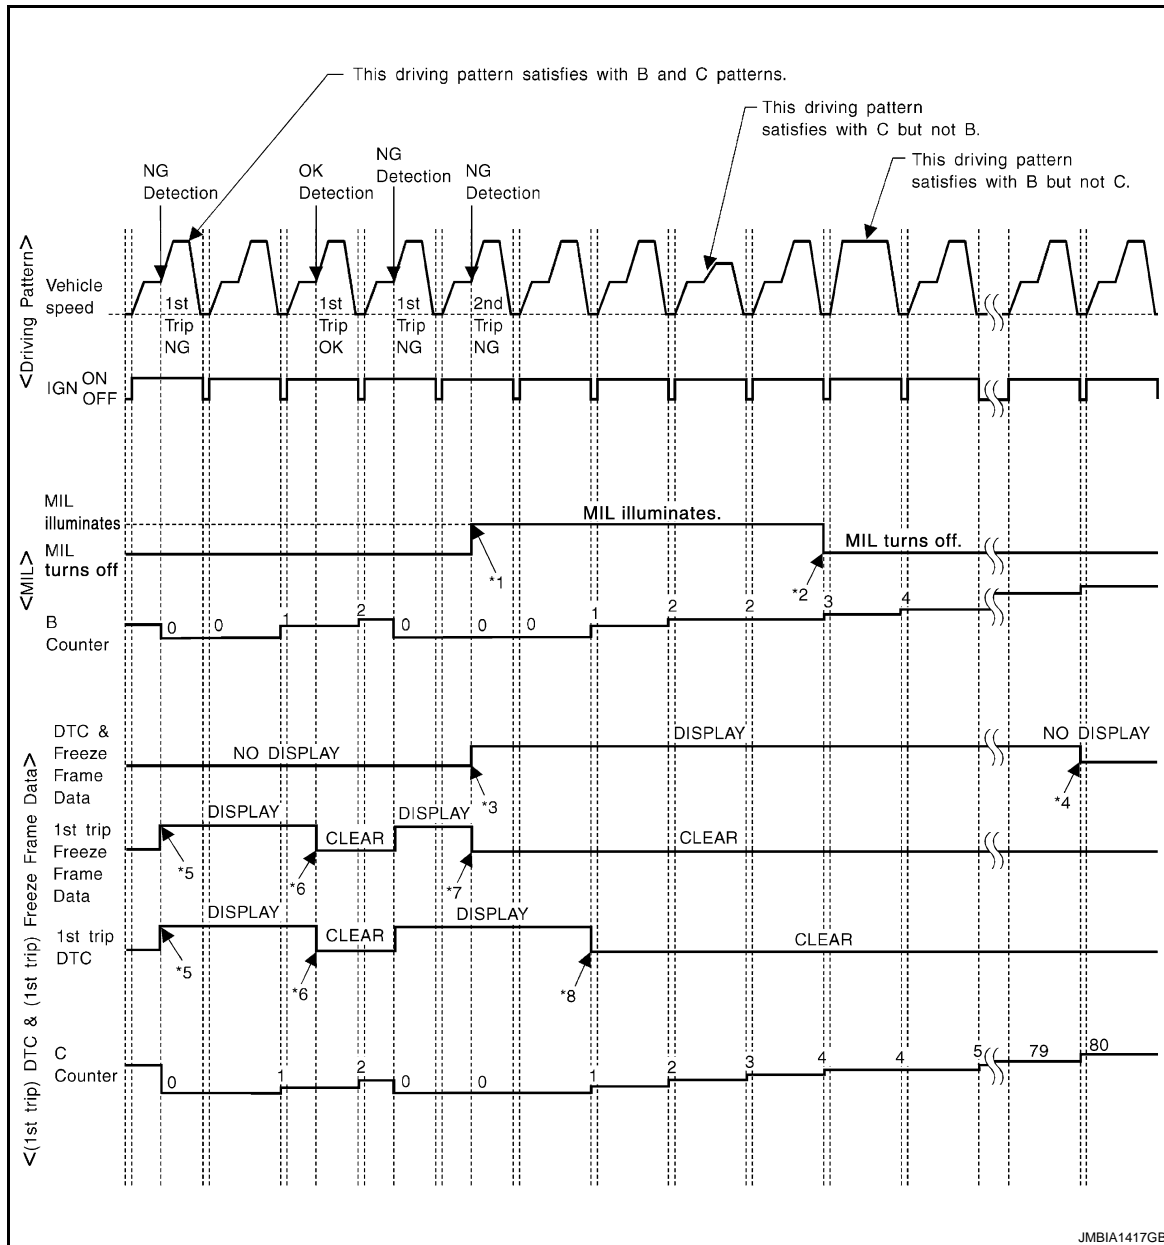 This driving pattern satisfies with B and C patterns.
This driving pattern
satisfies with C but not B.
This driving pattern
satisfies with B but not C.
NG
Detection
OK
Detection
NG
Detection
NG
Detection
<Driving Pattern>
Vehicle
speed
1st
Trip
NG
1st
Trip
OK
1st
Trip
NG
2nd
Trip
NG
IGN ON
OFF
<MIL>
MIL
illuminates
MIL
turns off
MIL illuminates.
MIL turns off.
*1
*2
B
Counter
0 0 1 2 0 0 0 1 2 2 3 4
<(1st trip) DTC & (1st trip) Freeze Frame Data>
DTC &
Freeze
Frame
Data
NO DISPLAY
DISPLAY
NO DISPLAY
*3
*4
1st trip
Freeze
Frame
Data
DISPLAY
CLEAR
DISPLAY
CLEAR
*5
*6
*7
1st trip
DTC
DISPLAY
CLEAR
DISPLAY
CLEAR
*5
*6
*8
C
Counter
0 1 2 0 0 1 2 3 4 4 5 79 80
JMBIA1417GB